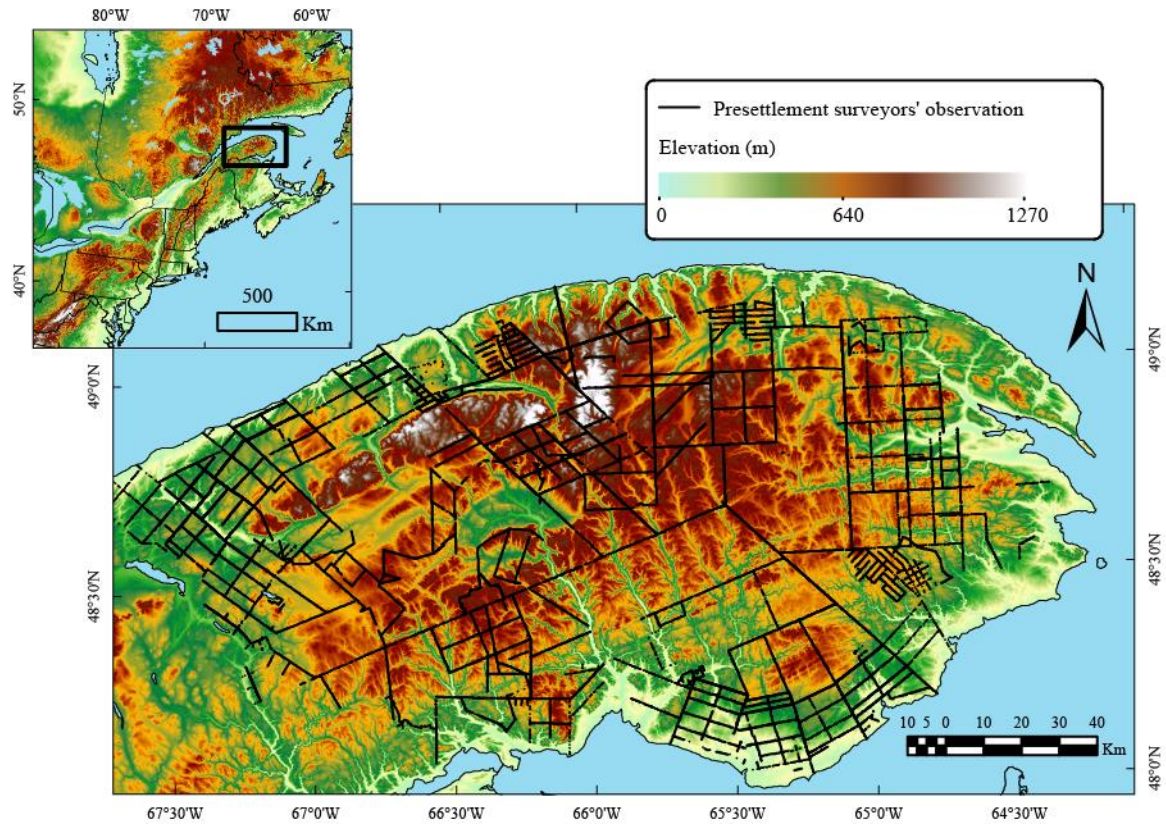 80°W 70°W 60°W
50°N
40°N
500
Km
Presettlement surveyors' observation
Elevation (m)
0 640 1270
N
49°0'N
48°30'N
49°0'N
48°30'N
48°0'N
10 5 0 10 20 30 40
Km
67°30'W 67°0'W 66°30'W 66°0'W 65°30'W 65°0'W 64°30'W